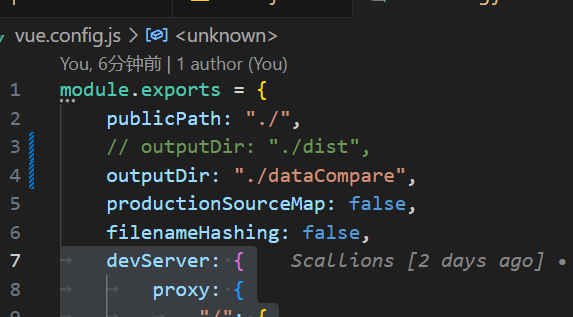 vue.config.js > <unknown>
You, 6分钟前 | 1 author (You)
1 module.exports = {
2 publicPath: "./",
3 // outputDir: "./dist",
4 outputDir: "./dataCompare",
5 productionSourceMap: false,
6 filenameHashing: false,
7 devServer: { Scallions [2 days ago] •
8 proxy: {
9 "/": {